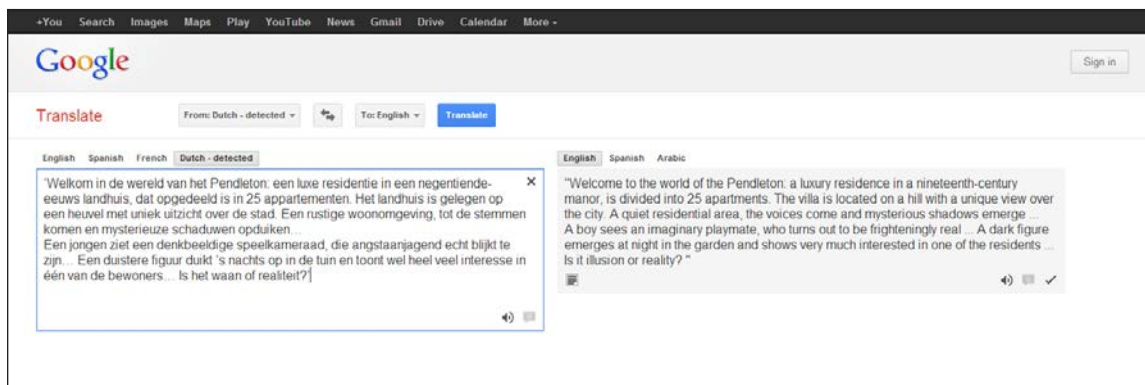 +You Search Images Maps Play YouTube News Gmail Drive Calendar More
Google
Sign in
Translate
From: Dutch - detected
To: English
Translate
English Spanish French Dutch - detected
'Welkom in de wereld van het Pendleton: een luxe residentie in een negentiende-
eeuws landhuis, dat opgedeeld is in 25 appartementen. Het landhuis is gelegen op
een heuvel met uniek uitzicht over de stad. Een rustige woonomgeving, tot de stemmen
komen en mysterieuze schaduwen opduiken...
Een jongen ziet een denkbeeldige speelkameraad, die angstaanjagend echt blijkt te
zijn... Een duistere figuur duikt 's nachts op in de tuin en toont wel heel veel interesse in
één van de bewoners... Is het waan of realiteit?'
English Spanish Arabic
"Welcome to the world of the Pendleton: a luxury residence in a nineteenth-century
manor, is divided into 25 apartments. The villa is located on a hill with a unique view over
the city. A quiet residential area, the voices come and mysterious shadows emerge ...
A boy sees an imaginary playmate, who turns out to be frighteningly real ... A dark figure
emerges at night in the garden and shows very much interested in one of the residents ...
Is it illusion or reality? "